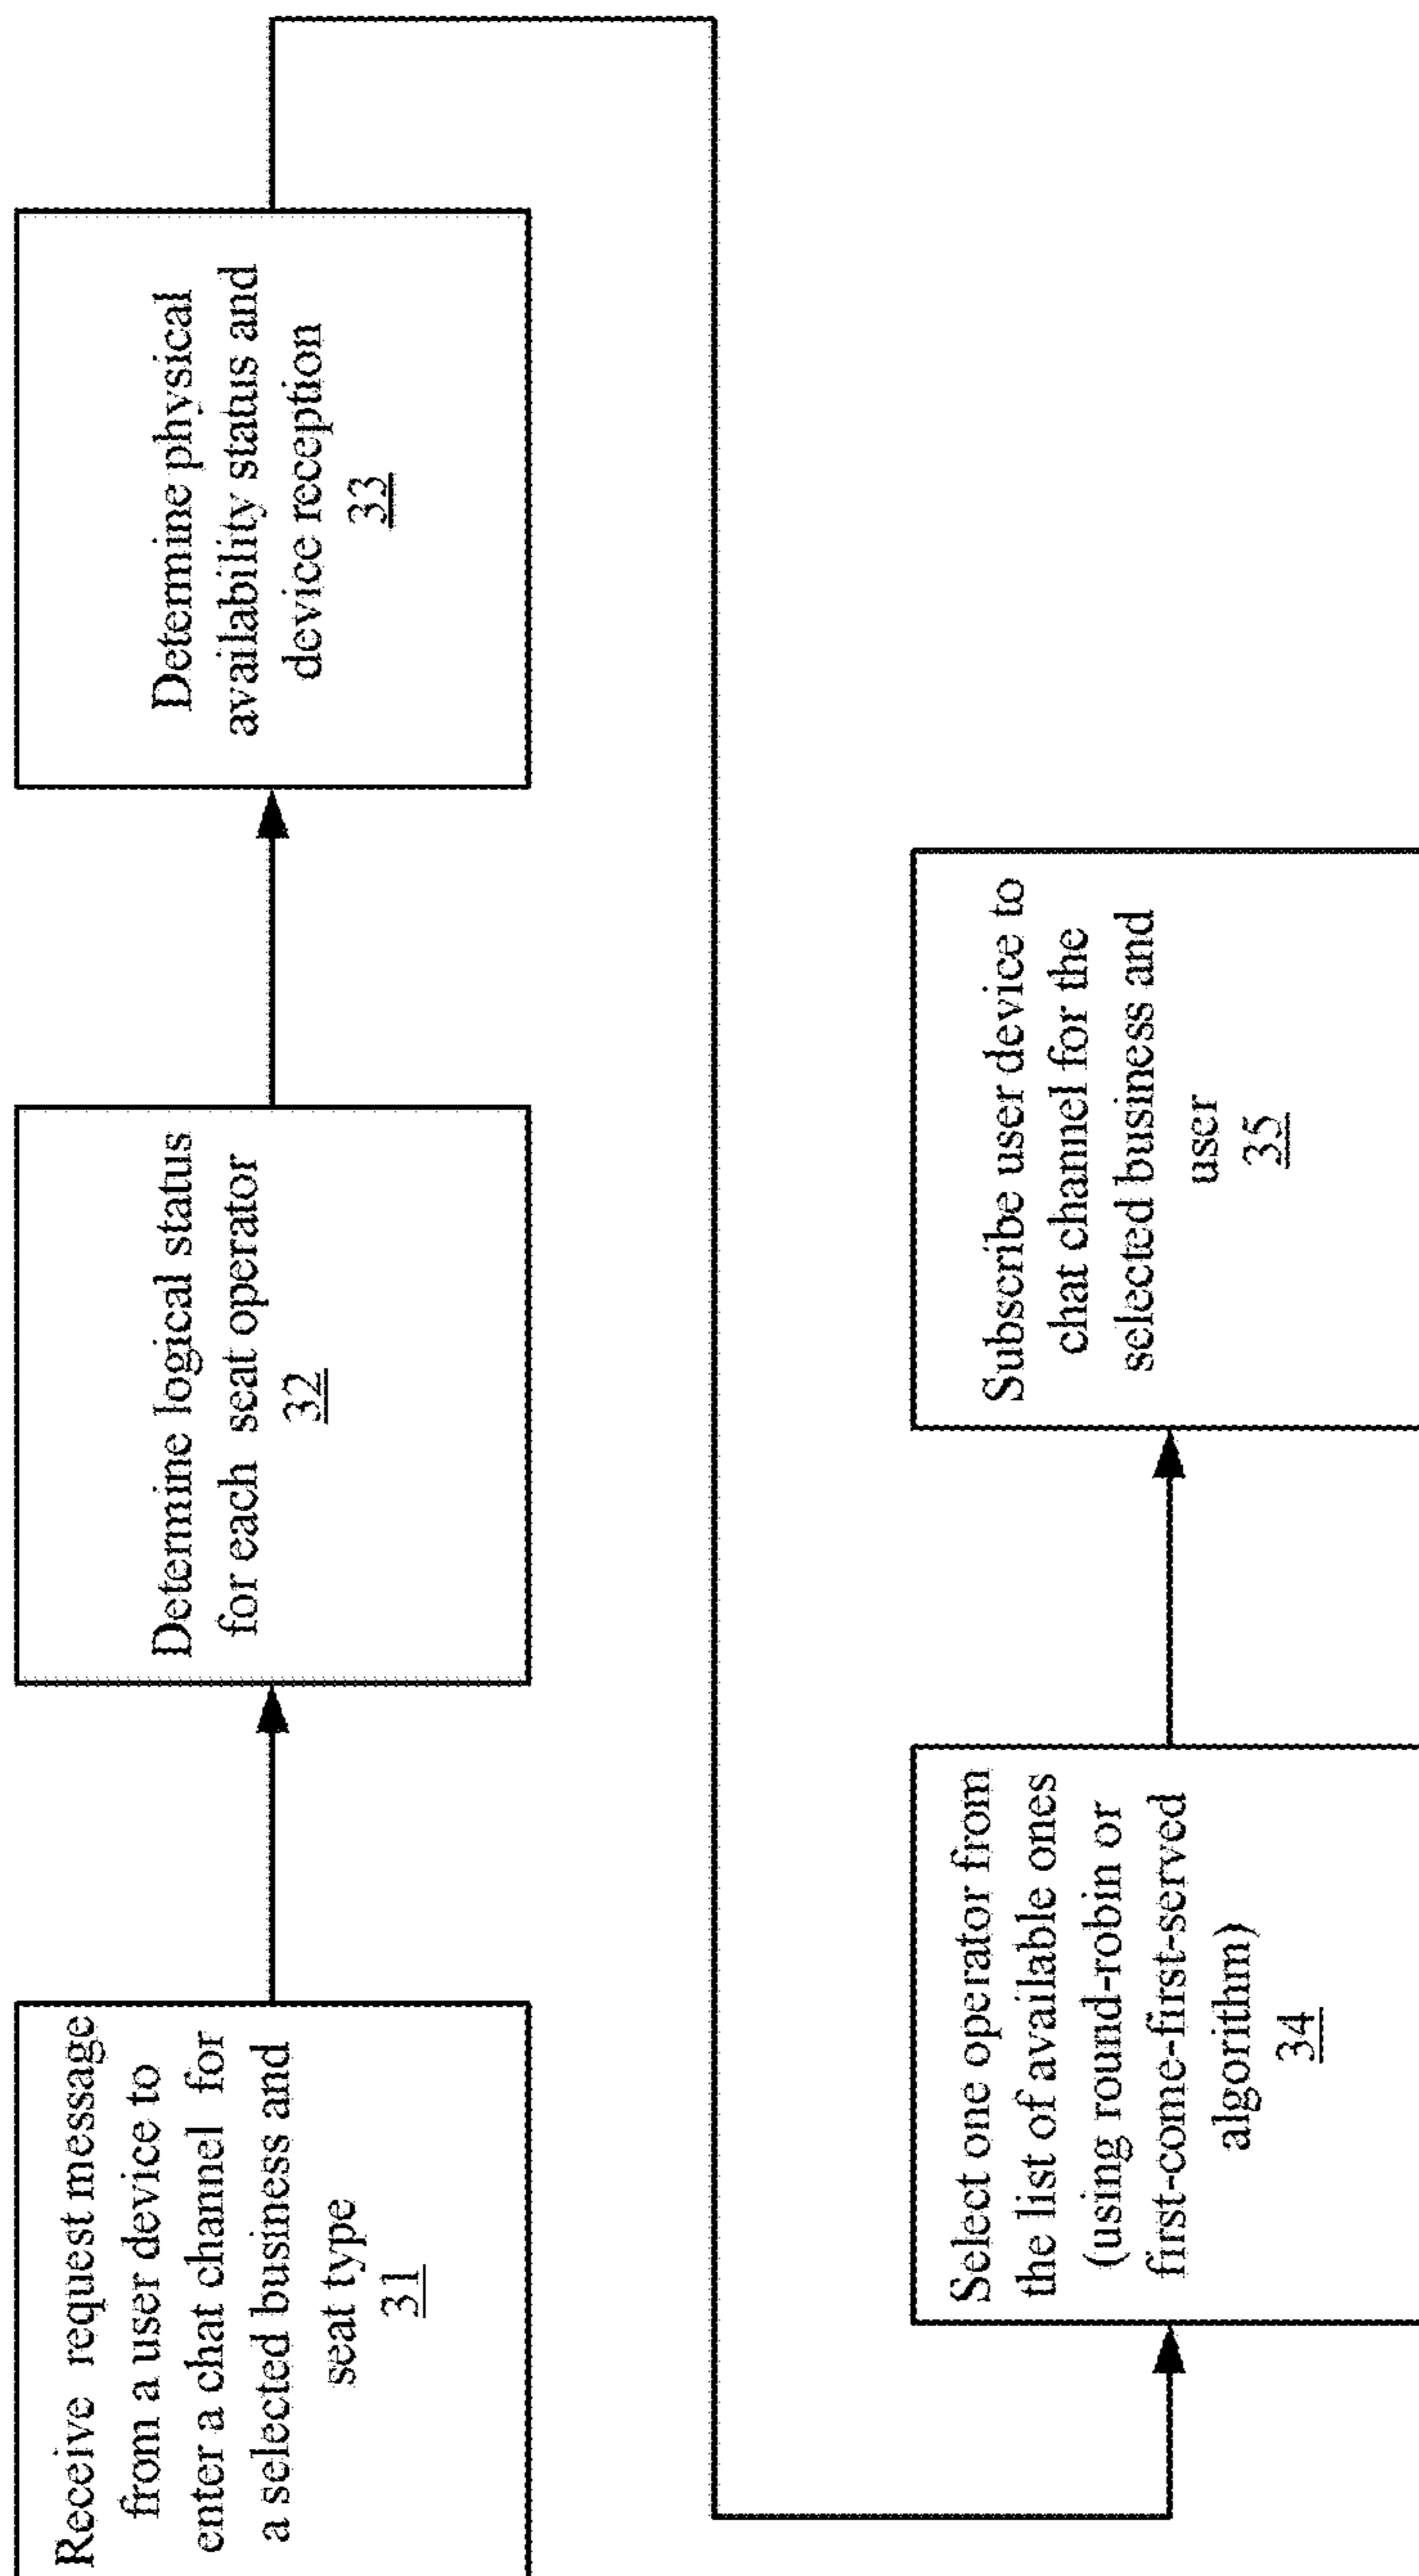 Receive request message
from a user device to
enter a chat channel for
a selected business and
seat type
31
Determine logical status
for each seat operator
32
Determine physical
availability status and
device reception
33
Select one operator from
the list of available ones
(using round-robin or
first-come-first-served
algorithm)
34
Subscribe user device to
chat channel for the
selected business and
user
35